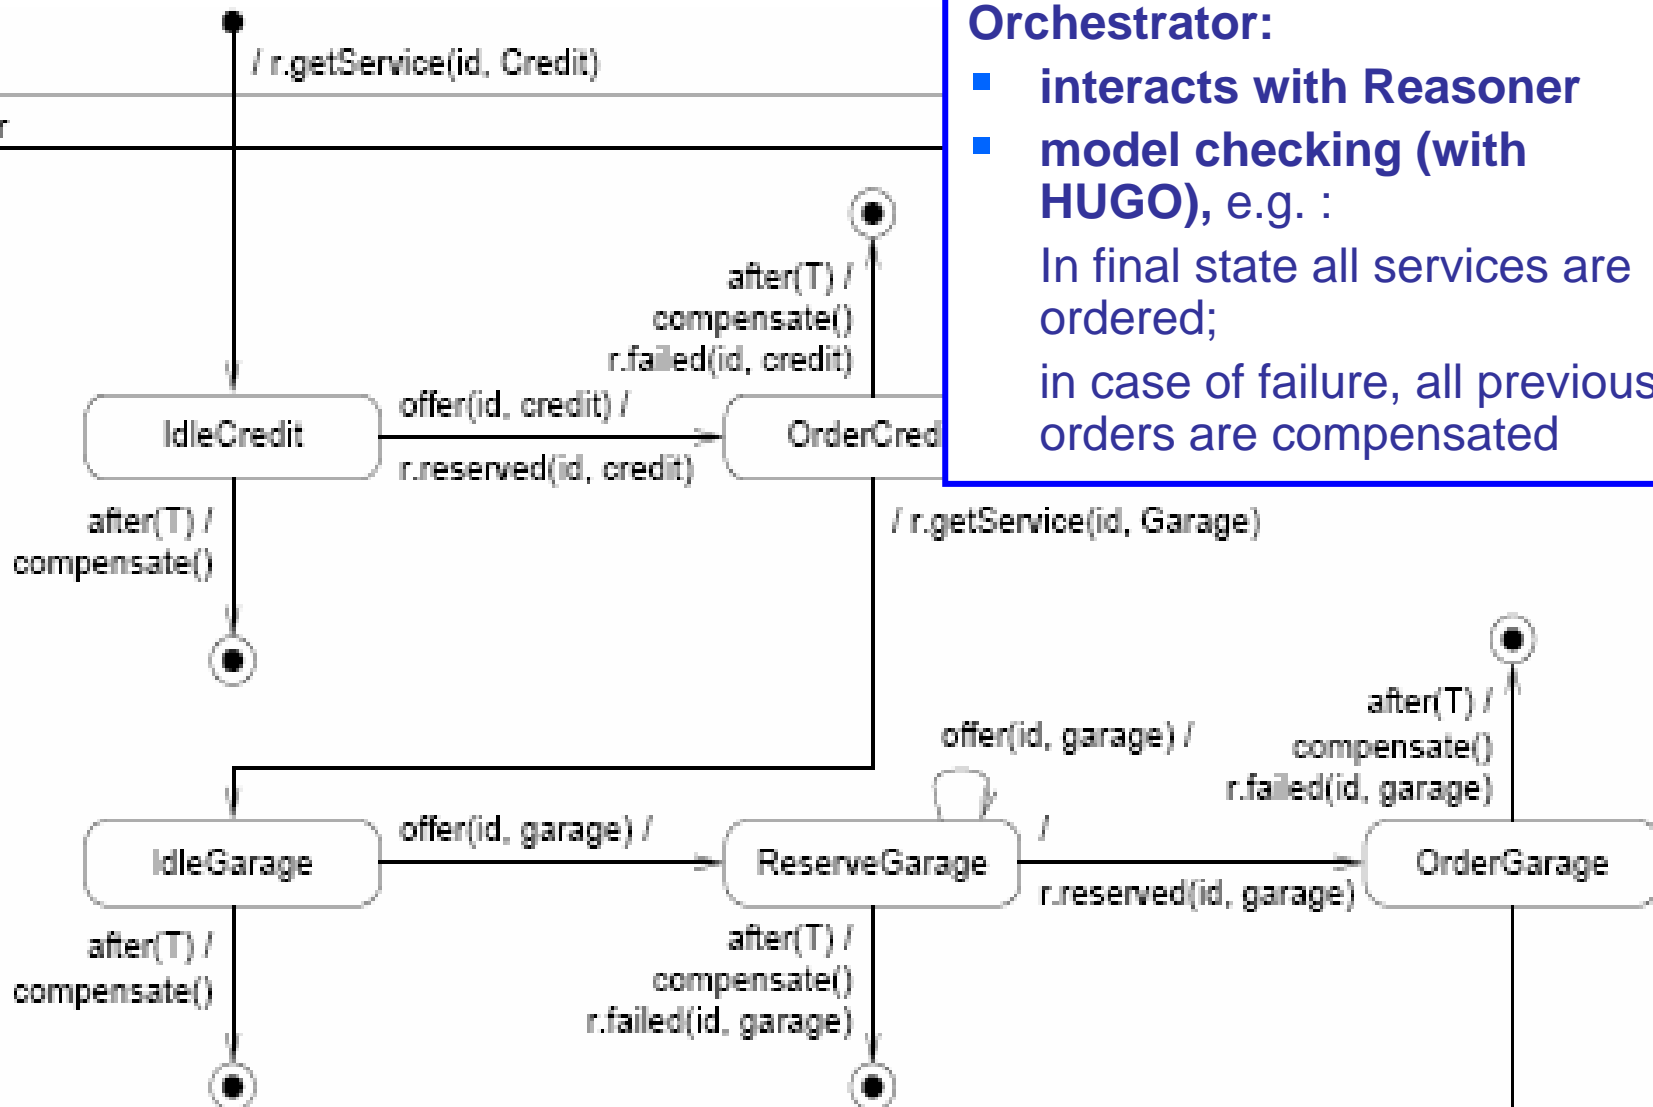 / r.getService(id, Credit)
r
Orchestrator:
interacts with Reasoner
model checking (with
HUGO), e.g. :
In final state all services are
ordered;
in case of failure, all previous
orders are compensated
after(T) /
compensate()
r.failed(id, credit)
IdleCredit
offer(id, credit) /
r.reserved(id, credit)
OrderCredi
after(T) /
compensate()
/ r.getService(id, Garage)
after(T) /
compensate()
r.failed(id, garage)
offer(id, garage) /
IdleGarage
offer(id, garage) /
ReserveGarage
/
r.reserved(id, garage)
OrderGarage
after(T) /
compensate()
after(T) /
compensate()
r.failed(id, garage)